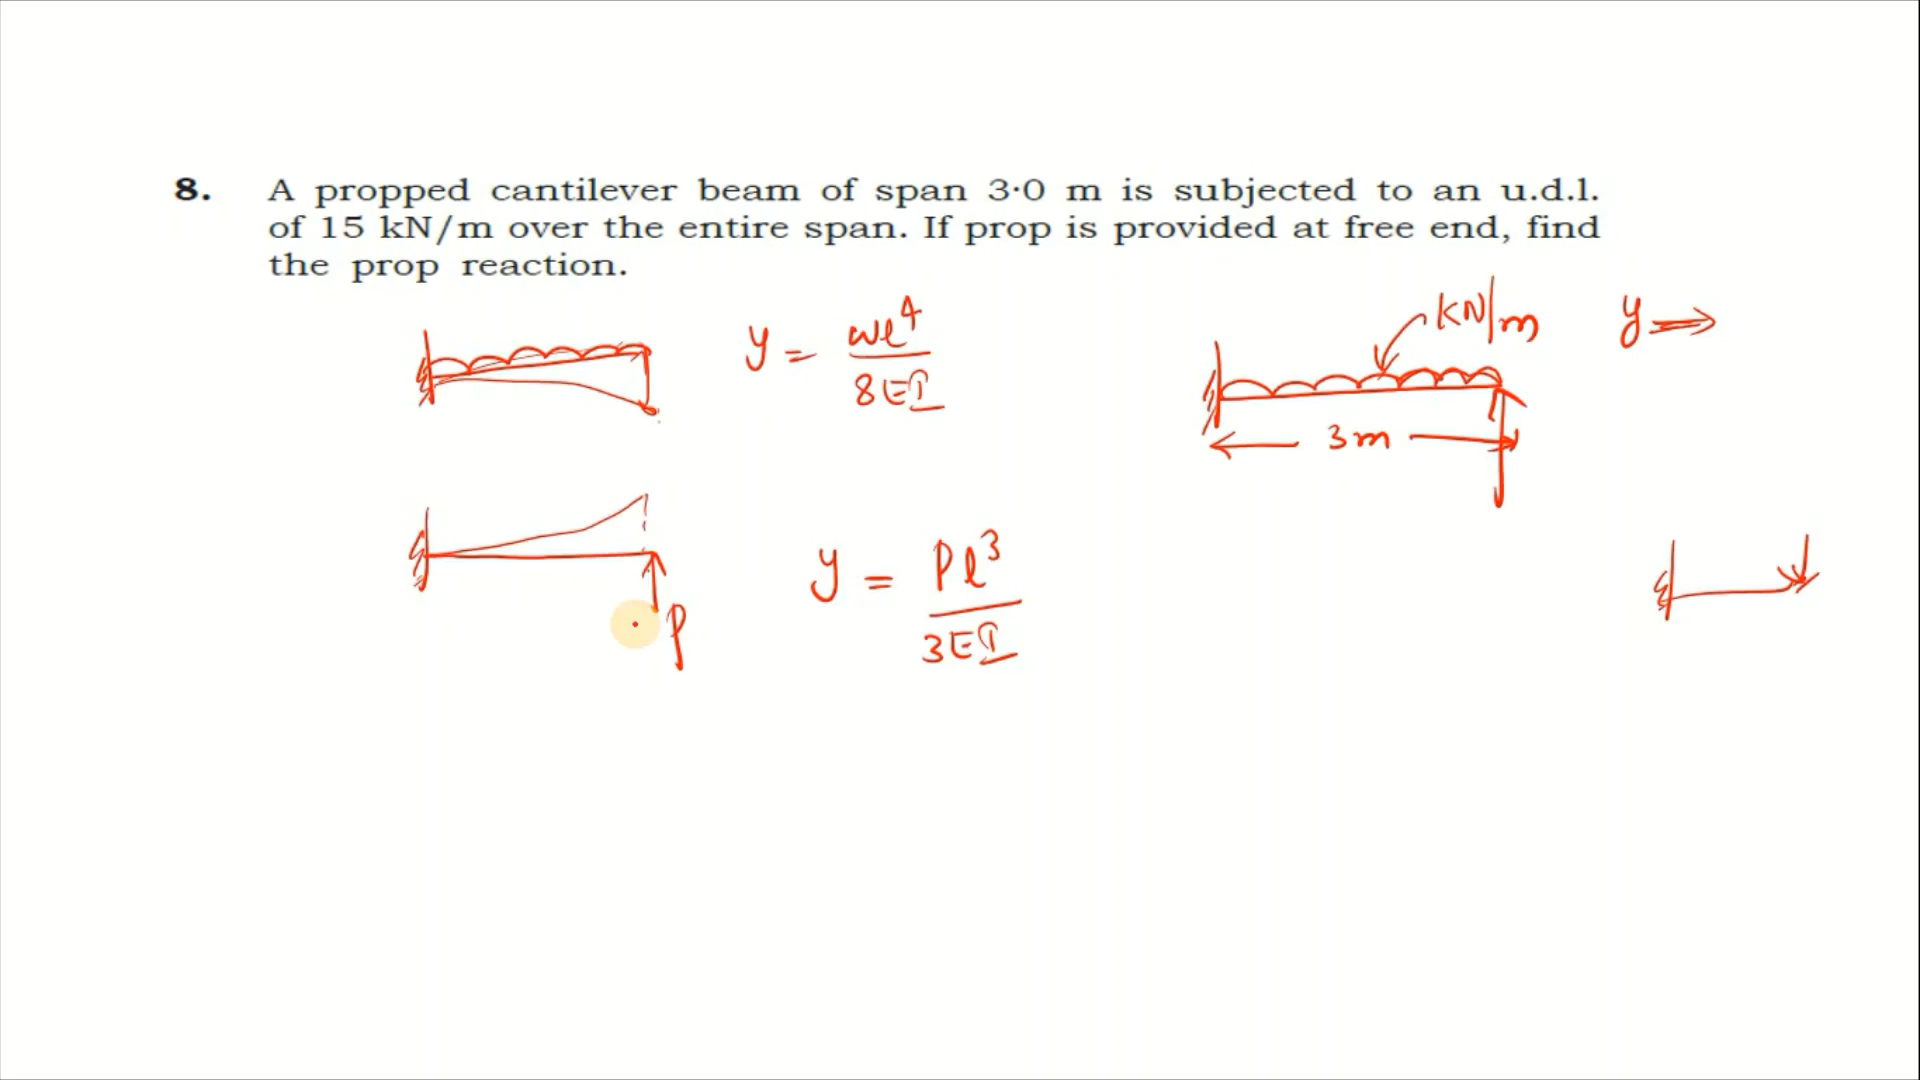 8. A propped cantilever beam of span 3·0 m is subjected to an u.d.l.
of 15 kN/m over the entire span. If prop is provided at free end, find
the prop reaction.
y = wl⁴/8EI
kN/m
y ⇒
3m
y = Pl³/3EI
P